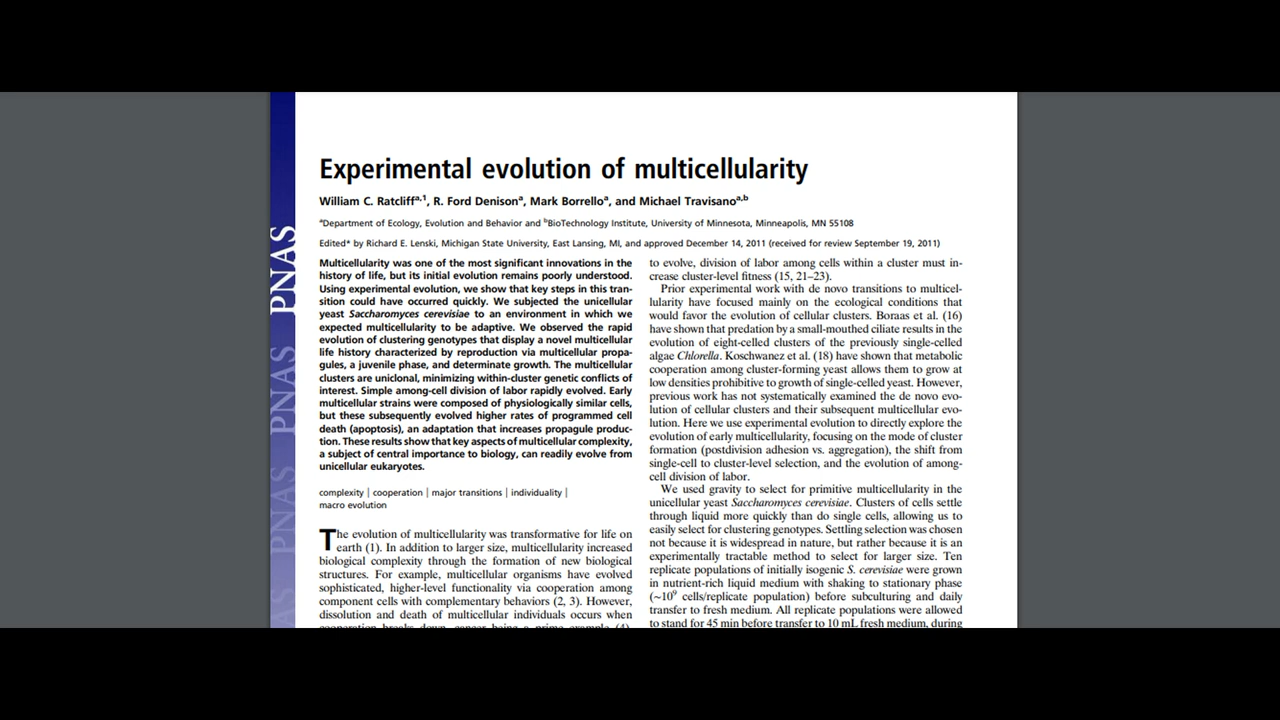 Experimental evolution of multicellularity
William C. Ratcliffa,1, R. Ford Denisona, Mark Borrelloa, and Michael Travisanoa,b
aDepartment of Ecology, Evolution and Behavior and bBioTechnology Institute, University of Minnesota, Minneapolis, MN 55108
Edited* by Richard E. Lenski, Michigan State University, East Lansing, MI, and approved December 14, 2011 (received for review September 19, 2011)
Multicellularity was one of the most significant innovations in the
history of life, but its initial evolution remains poorly understood.
Using experimental evolution, we show that key steps in this tran-
sition could have occurred quickly. We subjected the unicellular
yeast Saccharomyces cerevisiae to an environment in which we
expected multicellularity to be adaptive. We observed the rapid
evolution of clustering genotypes that display a novel multicellular
life history characterized by reproduction via multicellular propa-
gules, a juvenile phase, and determinate growth. The multicellular
clusters are uniclonal, minimizing within-cluster genetic conflicts of
interest. Simple among-cell division of labor rapidly evolved. Early
multicellular strains were composed of physiologically similar cells,
but these subsequently evolved higher rates of programmed cell
death (apoptosis), an adaptation that increases propagule produc-
tion. These results show that key aspects of multicellular complexity,
a subject of central importance to biology, can readily evolve from
unicellular eukaryotes.
complexity | cooperation | major transitions | individuality |
macro evolution
The evolution of multicellularity was transformative for life on
earth (1). In addition to larger size, multicellularity increased
biological complexity through the formation of new biological
structures. For example, multicellular organisms have evolved
sophisticated, higher-level functionality via cooperation among
component cells with complementary behaviors (2, 3). However,
dissolution and death of multicellular individuals occurs when
cooperation breaks down, cancer being a prime example (4).
to evolve, division of labor among cells within a cluster must in-
crease cluster-level fitness (15, 21–23).
Prior experimental work with de novo transitions to multicel-
lularity have focused mainly on the ecological conditions that
would favor the evolution of cellular clusters. Boraas et al. (16)
have shown that predation by a small-mouthed ciliate results in the
evolution of eight-celled clusters of the previously single-celled
algae Chlorella. Koschwanez et al. (18) have shown that metabolic
cooperation among cluster-forming yeast allows them to grow at
low densities prohibitive to growth of single-celled yeast. However,
previous work has not systematically examined the de novo evo-
lution of cellular clusters and their subsequent multicellular evo-
lution. Here we use experimental evolution to directly explore the
evolution of early multicellularity, focusing on the mode of cluster
formation (postdivision adhesion vs. aggregation), the shift from
single-cell to cluster-level selection, and the evolution of among-
cell division of labor.
We used gravity to select for primitive multicellularity in the
unicellular yeast Saccharomyces cerevisiae. Clusters of cells settle
through liquid more quickly than do single cells, allowing us to
easily select for clustering genotypes. Settling selection was chosen
not because it is widespread in nature, but rather because it is an
experimentally tractable method to select for larger size. Ten
replicate populations of initially isogenic S. cerevisiae were grown
in nutrient-rich liquid medium with shaking to stationary phase
(~10⁹ cells/replicate population) before subculturing and daily
transfer to fresh medium. All replicate populations were allowed
to stand for 45 min before transfer to 10 mL fresh medium, during
PNAS
PNAS
PNAS
PNAS